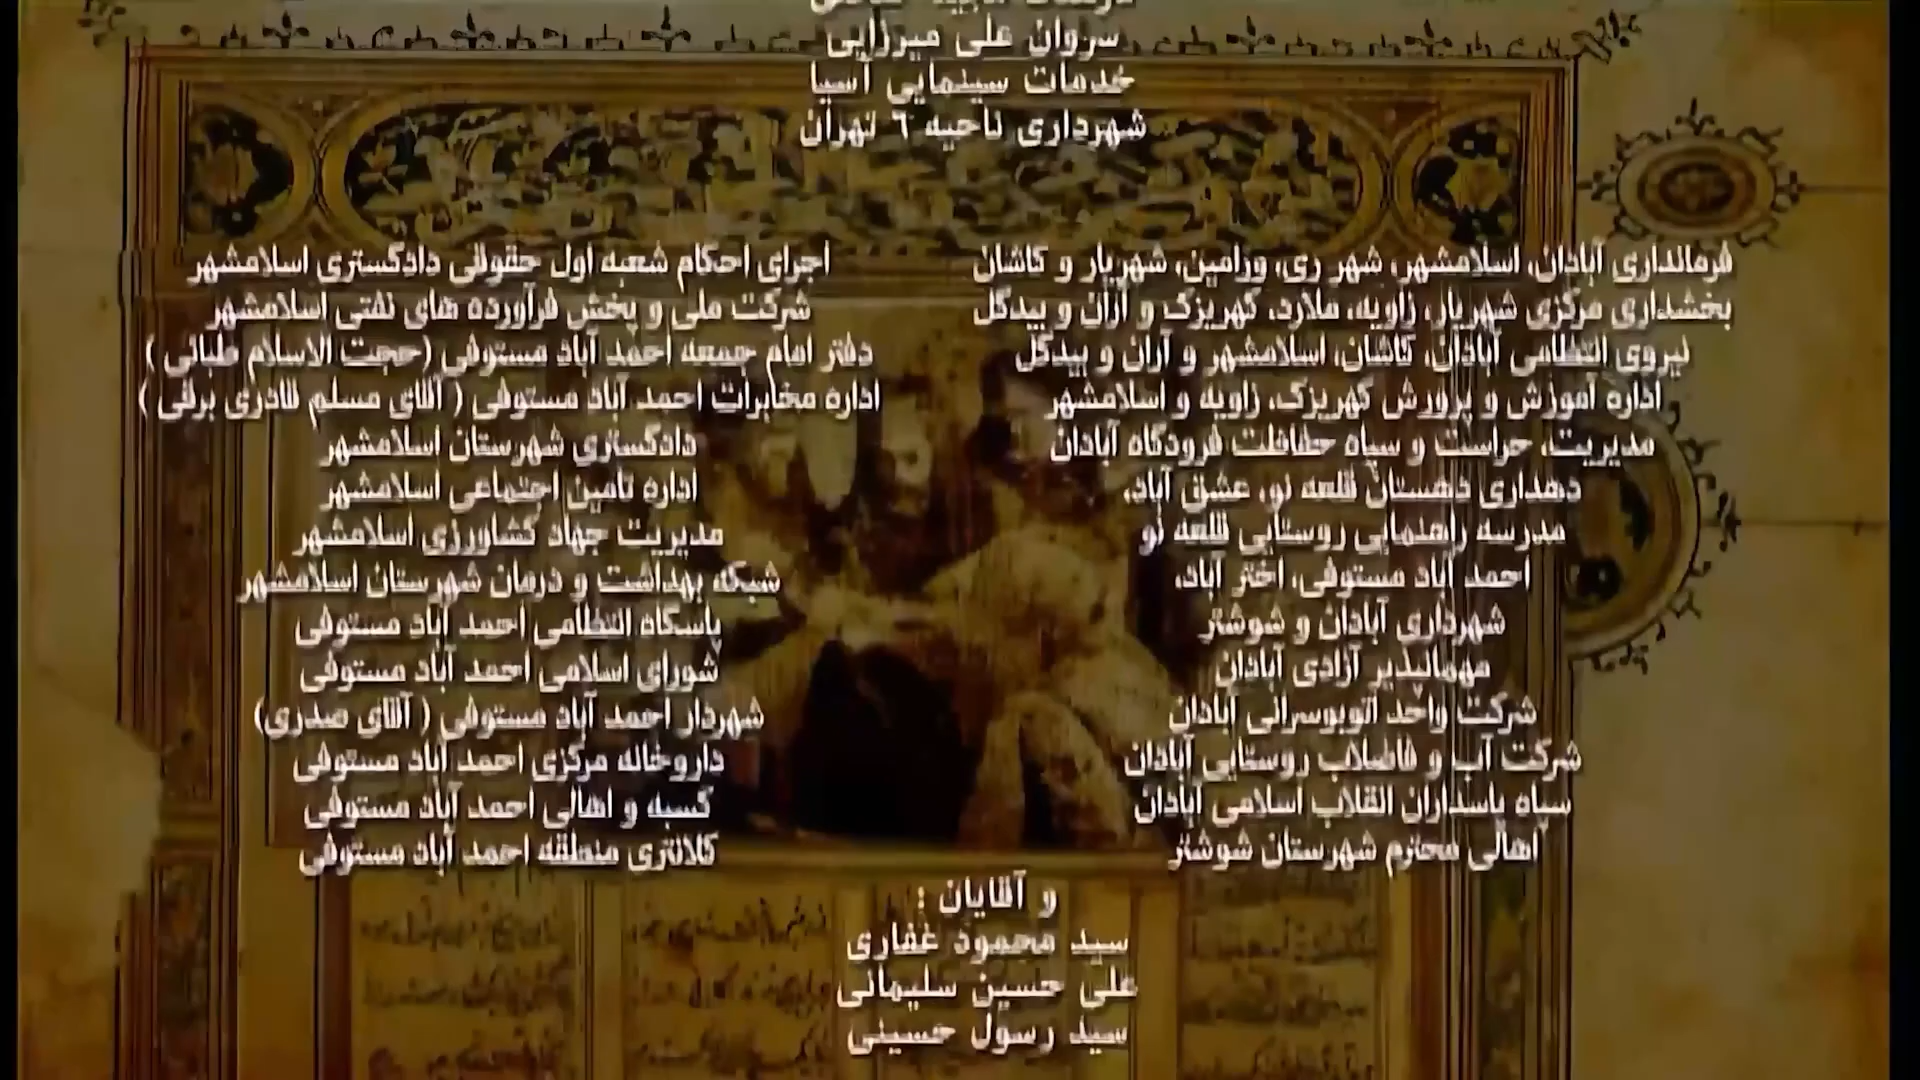 سروان علی میرزایی
خدمات سینمایی آسیا
شهرداری ناحیه ٦ تهران
فرمانداری آبادان، اسلامشهر، شهر ری، ورامین، شهریار و کاشان
بخشداری مرکزی شهریار، زاویه، ملارد، کهریزک و آران و بیدگل
نیروی انتظامی آبادان، کاشان، اسلامشهر و آران و بیدگل
اداره آموزش و پرورش کهریزک، زاویه و اسلامشهر
مدیریت، حراست و سپاه حفاظت فرودگاه آبادان
دهداری دهستان قلعه نو، عشق آباد،
مدرسه راهنمایی روستایی قلعه نو
احمد آباد مستوفی، اختر آباد،
شهرداری آبادان و شوشتر
مهمانپذیر آزادی آبادان
شرکت واحد اتوبوسرانی آبادان
شرکت آب و فاضلاب روستایی آبادان
سپاه پاسداران انقلاب اسلامی آبادان
اهالی محترم شهرستان شوشتر
اجرای احکام شعبه اول حقوقی دادگستری اسلامشهر
شرکت ملی و پخش فرآورده های نفتی اسلامشهر
دفتر امام جمعه احمد آباد مستوفی (حجت الاسلام طبائی )
اداره مخابرات احمد آباد مستوفی ( آقای مسلم قادری برقی )
دادگستری شهرستان اسلامشهر
اداره تامین اجتماعی اسلامشهر
مدیریت جهاد کشاورزی اسلامشهر
شبکه بهداشت و درمان شهرستان اسلامشهر
پاسگاه انتظامی احمد آباد مستوفی
شورای اسلامی احمد آباد مستوفی
شهردار احمد آباد مستوفی ( آقای صدری)
داروخانه مرکزی احمد آباد مستوفی
کسبه و اهالی احمد آباد مستوفی
کلانتری منطقه احمد آباد مستوفی
و آقایان :
سید محمود غفاری
علی حسین سلیمانی
سید رسول حسینی